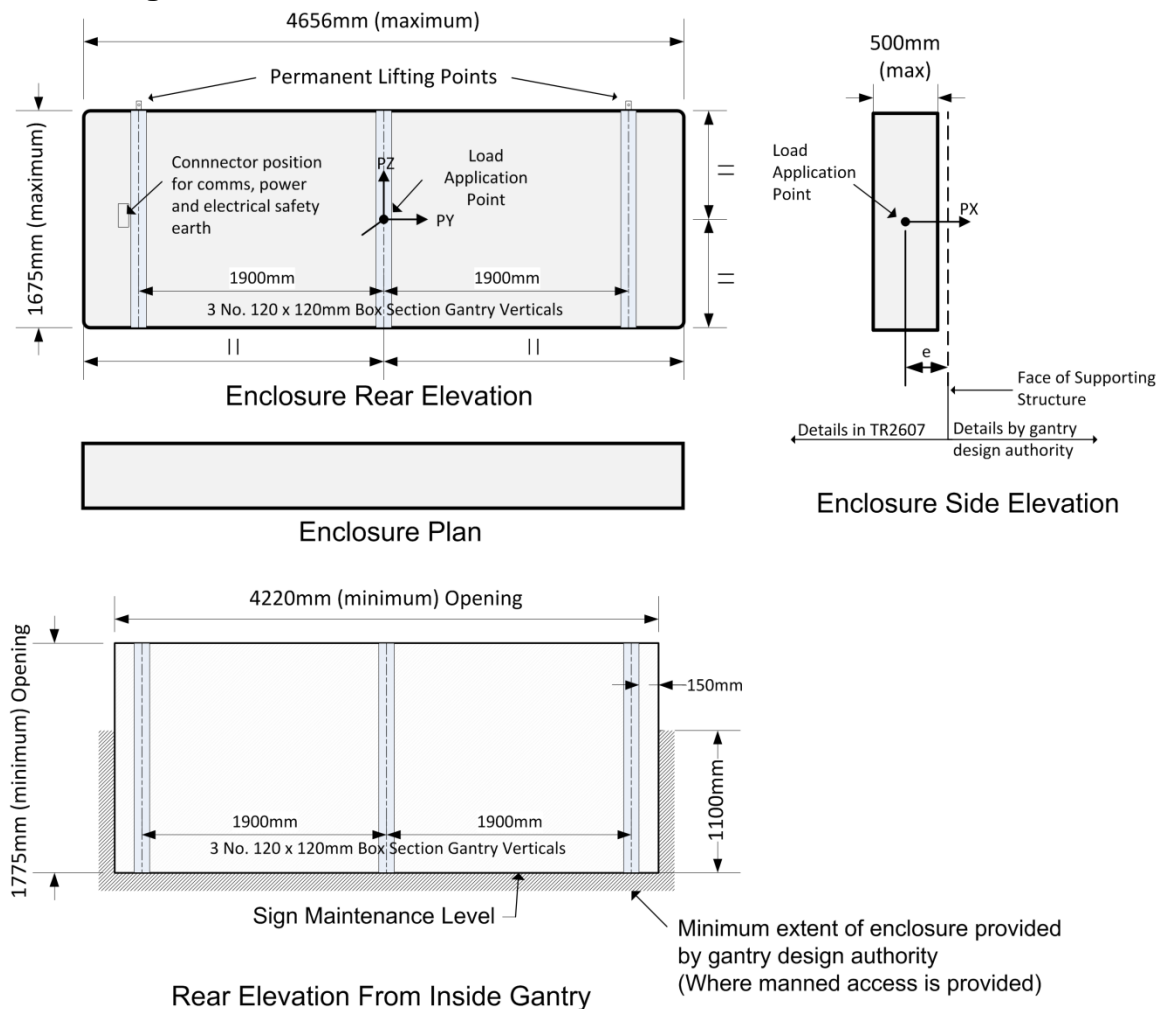 4656mm (maximum)
Permanent Lifting Points
1675mm (maximum)
Connnector position
for comms, power
and electrical safety
earth
PZ
Load
Application
Point
PY
1900mm
1900mm
3 No. 120 x 120mm Box Section Gantry Verticals
Enclosure Rear Elevation
500mm
(max)
Load
Application
Point
PX
e
Face of Supporting
Structure
Details in TR2607
Details by gantry
design authority
Enclosure Side Elevation
Enclosure Plan
4220mm (minimum) Opening
1775mm (minimum) Opening
150mm
1100mm
1900mm
1900mm
3 No. 120 x 120mm Box Section Gantry Verticals
Sign Maintenance Level
Minimum extent of enclosure provided
by gantry design authority
(Where manned access is provided)
Rear Elevation From Inside Gantry